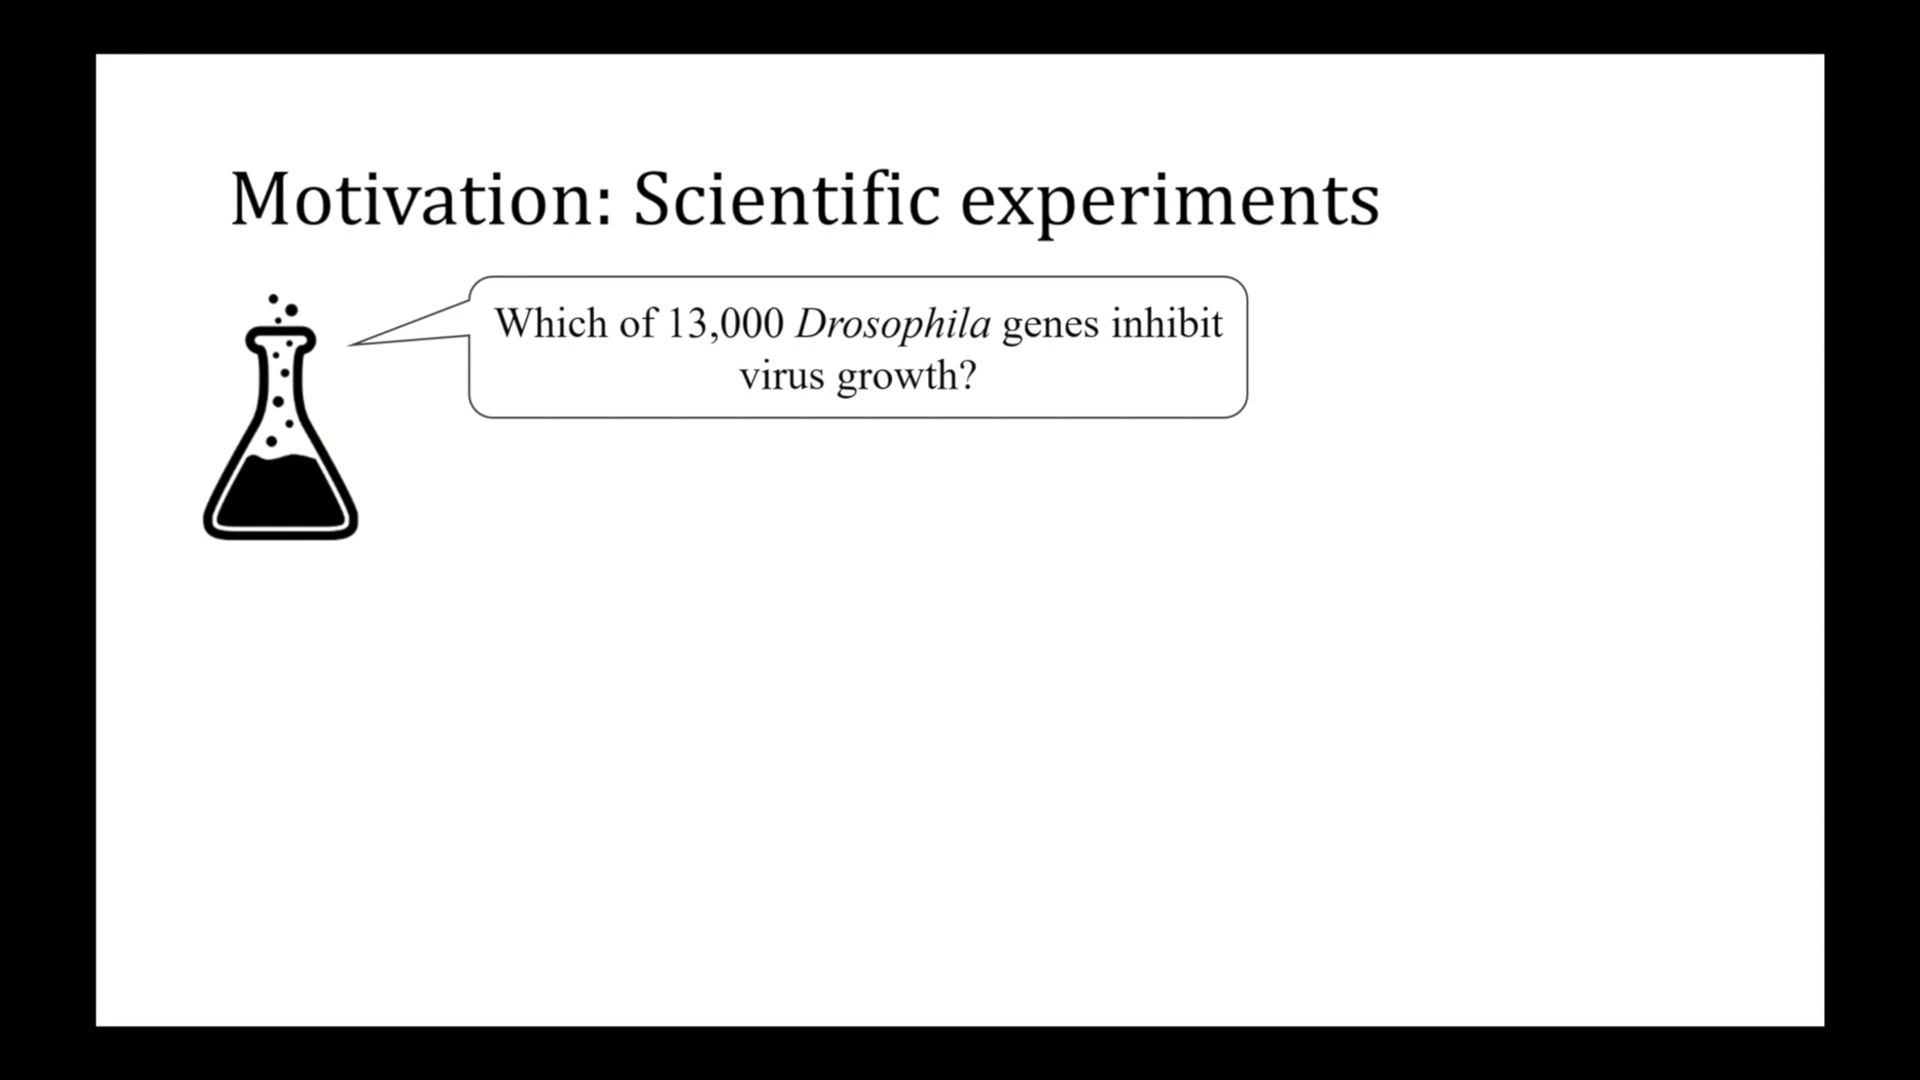 Motivation: Scientific experiments
Which of 13,000 Drosophila genes inhibit
virus growth?